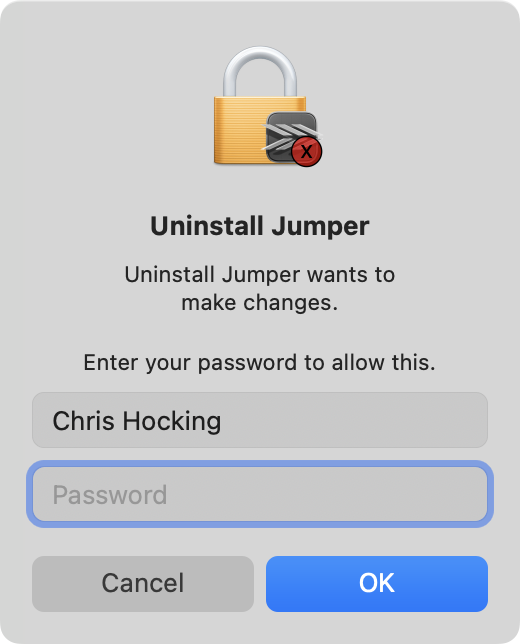 X
Uninstall Jumper
Uninstall Jumper wants to
make changes.
Enter your password to allow this.
Chris Hocking
Password
Cancel
OK